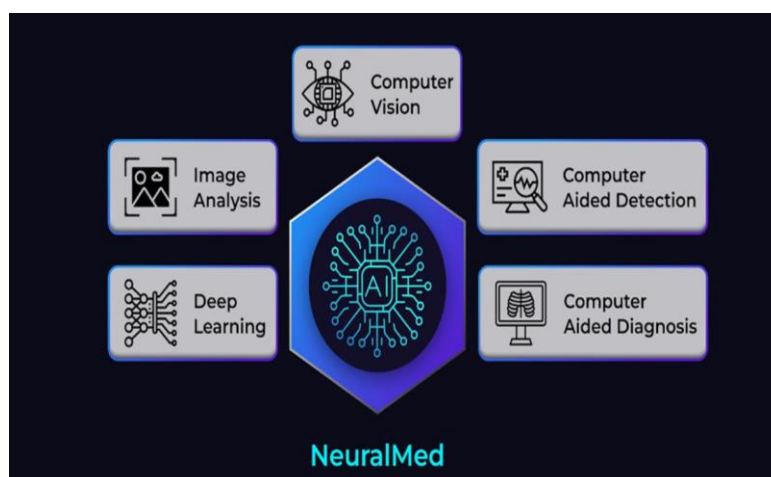 Computer
Vision
Image
Analysis
Computer
Aided Detection
Deep
Learning
AI
Computer
Aided Diagnosis
NeuralMed